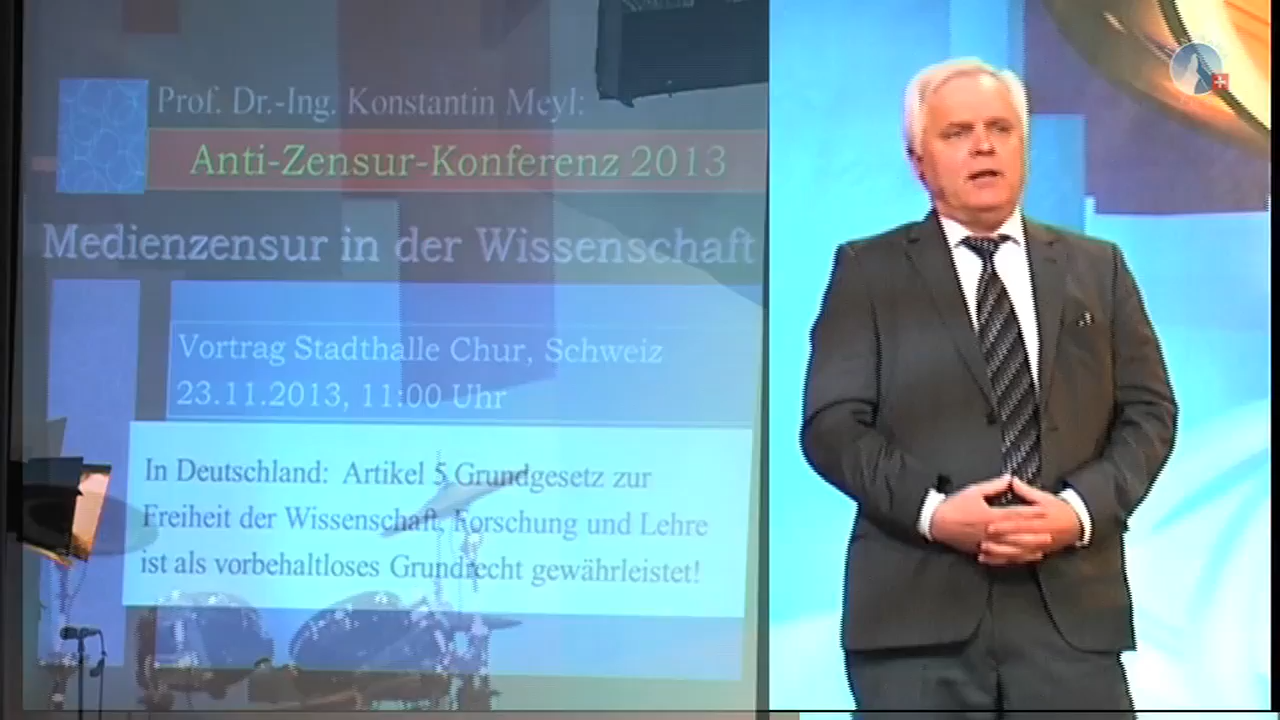 Prof. Dr.-Ing. Konstantin Meyl:
Anti-Zensur-Konferenz 2013
Medienzensur in der Wissenschaft
Vortrag Stadthalle Chur, Schweiz
23.11.2013, 11:00 Uhr
In Deutschland: Artikel 5 Grundgesetz zur
Freiheit der Wissenschaft, Forschung und Lehre
ist als vorbehaltloses Grundrecht gewährleistet!